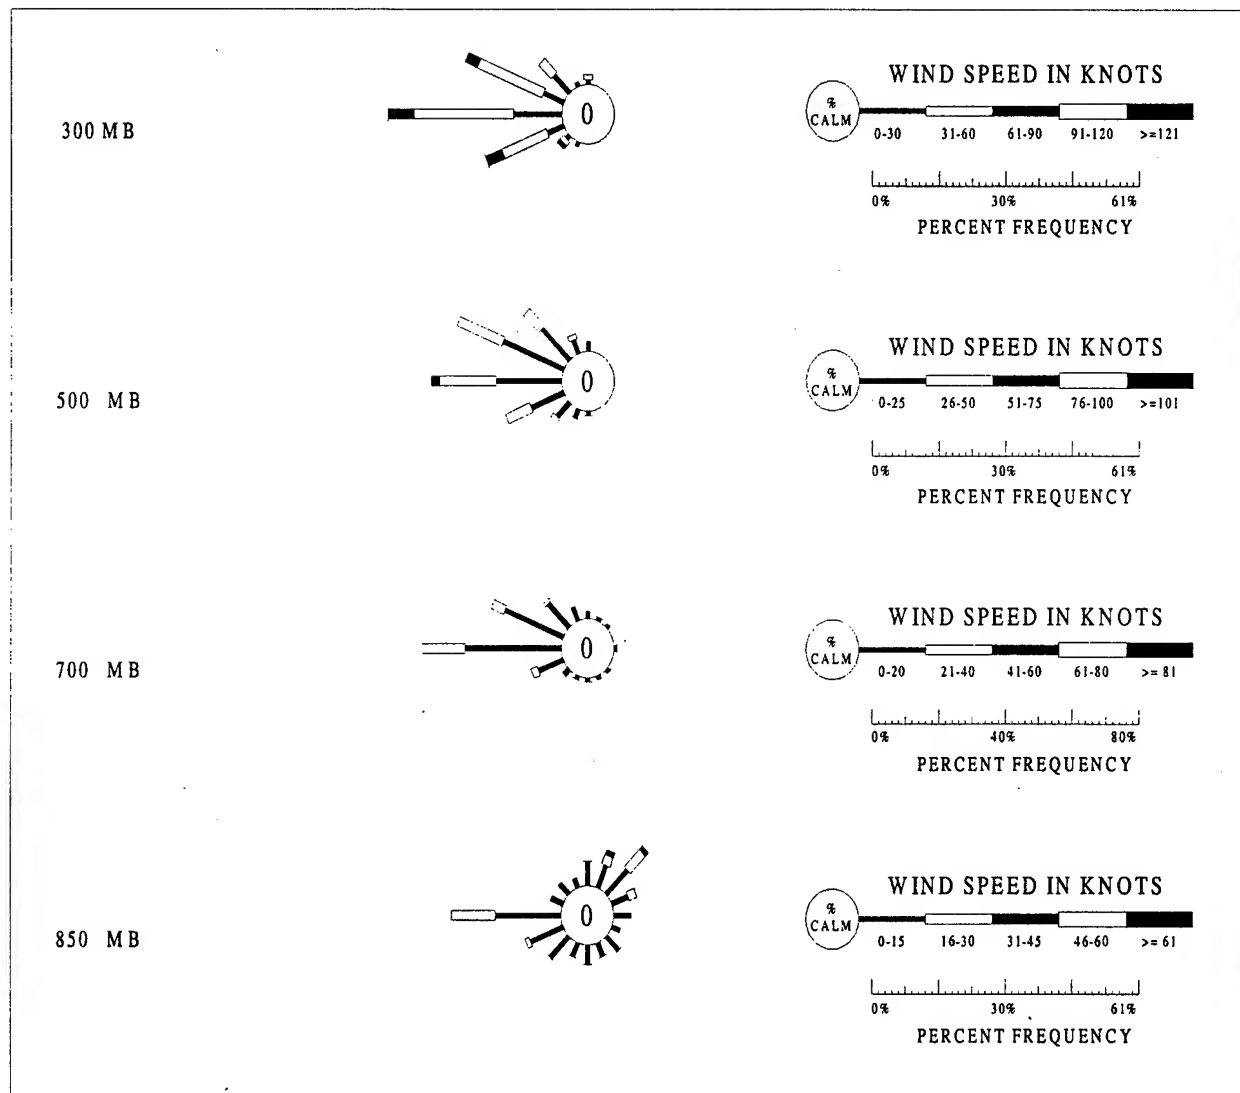 WIND SPEED IN KNOTS
300 MB
0
% CALM
0-30 31-60 61-90 91-120 >=121
0% 30% 61%
PERCENT FREQUENCY
WIND SPEED IN KNOTS
500 MB
0
% CALM
0-25 26-50 51-75 76-100 >=101
0% 30% 61%
PERCENT FREQUENCY
WIND SPEED IN KNOTS
700 MB
0
% CALM
0-20 21-40 41-60 61-80 >= 81
0% 40% 80%
PERCENT FREQUENCY
WIND SPEED IN KNOTS
850 MB
0
% CALM
0-15 16-30 31-45 46-60 >= 61
0% 30% 61%
PERCENT FREQUENCY